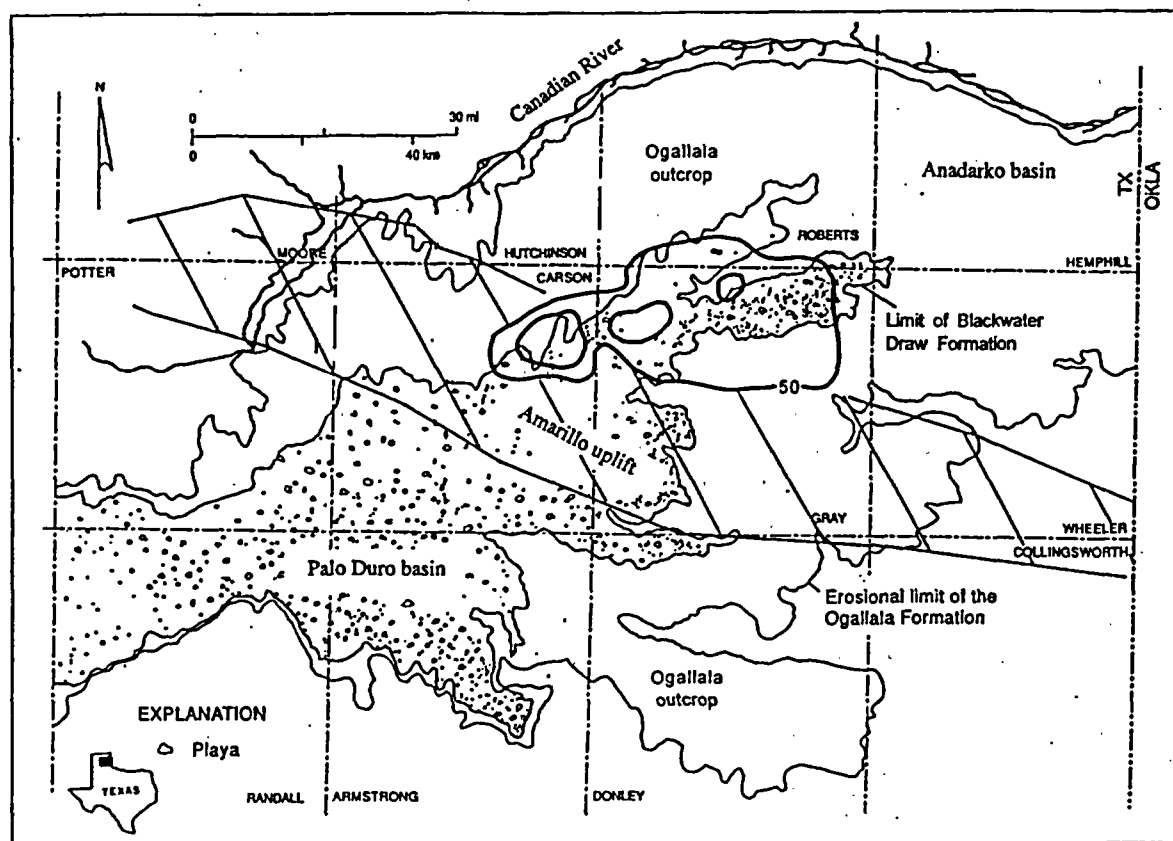 Canadian River
N
0 30 mi
0 40 km
Ogallala
outcrop
Anadarko basin
TX
OKLA
MOORE
HUTCHINSON
ROBERTS
POTTER
CARSON
HEMPHILL
Limit of Blackwater
Draw Formation
50
Amarillo uplift
GRAY
WHEELER
COLLINGSWORTH
Palo Duro basin
Erosional limit of the
Ogallala Formation
Ogallala
outcrop
EXPLANATION
Playa
TEXAS
RANDALL
ARMSTRONG
DONLEY